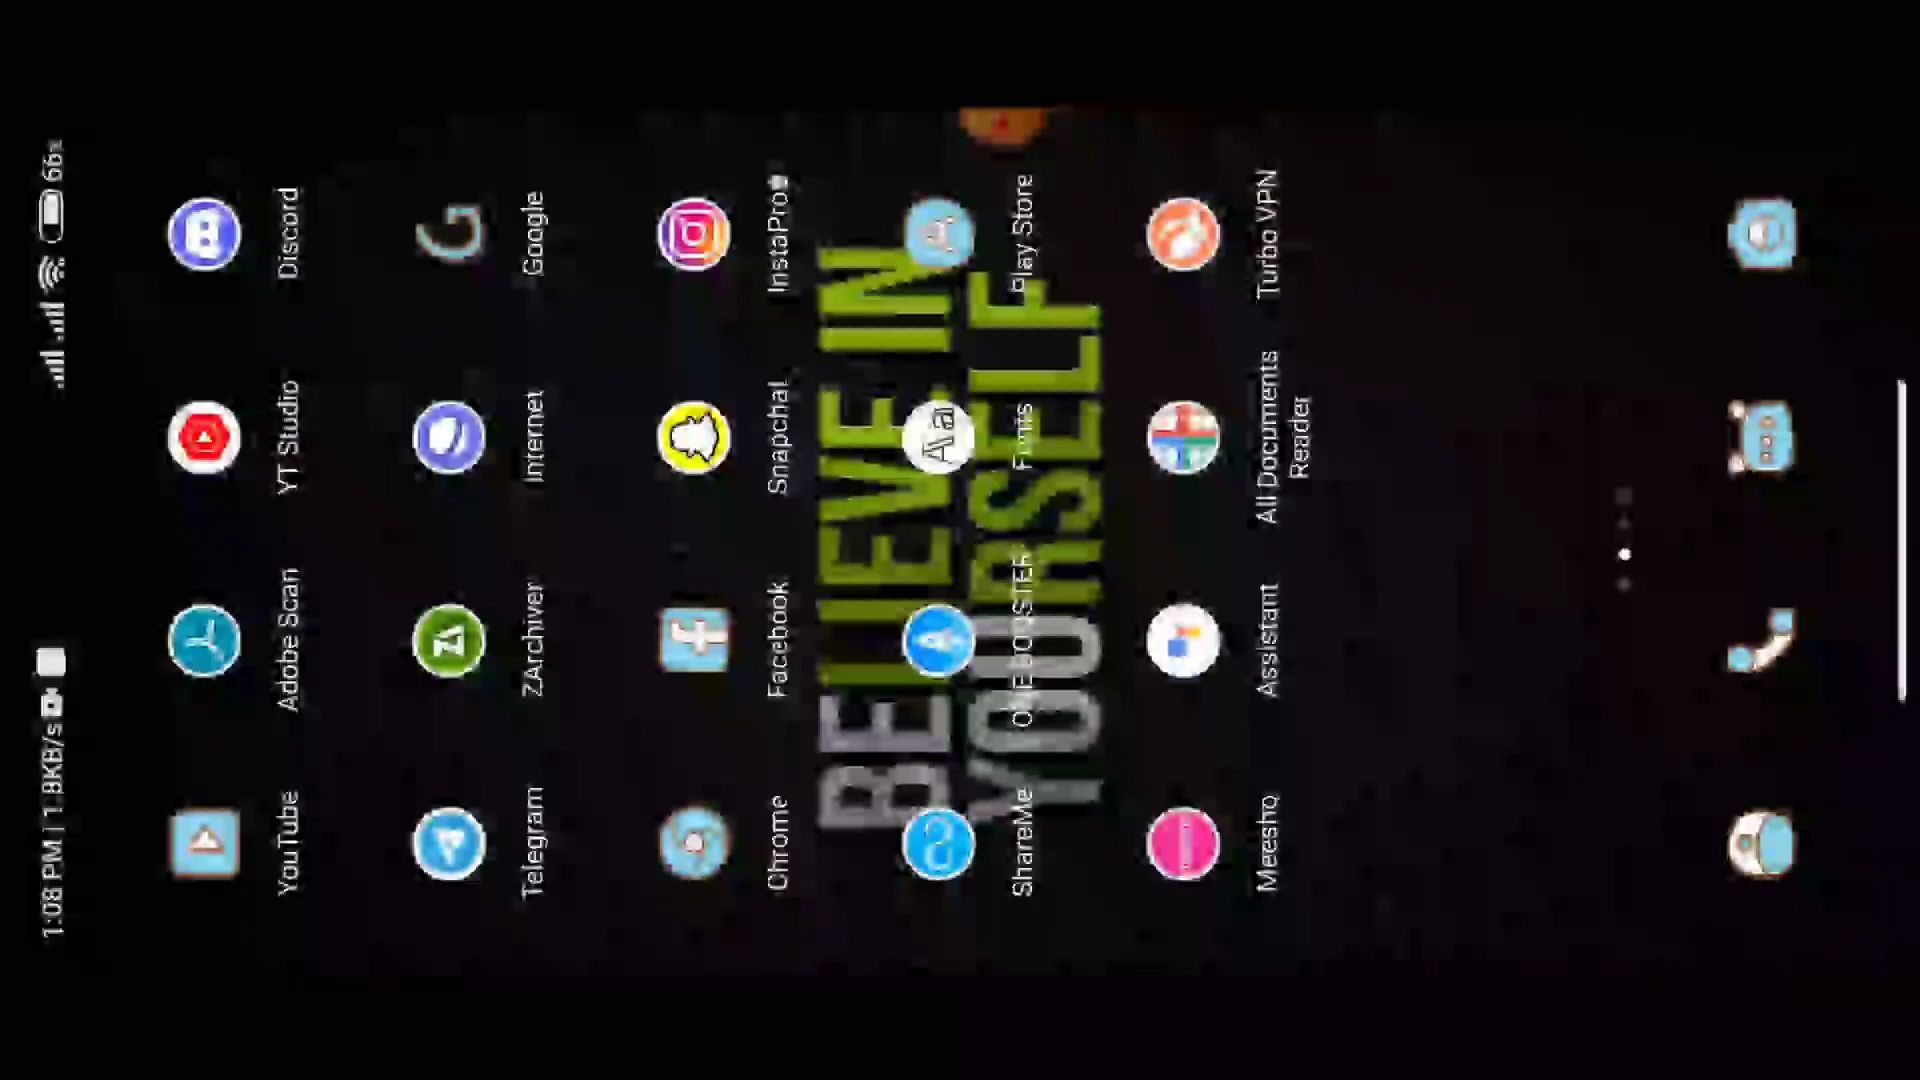 1:08 PM | 1.8KB/s 66%
YouTube Adobe Scan YT Studio Discord
Telegram ZArchiver Internet Google
Chrome Facebook Snapchat InstaPro
BELIEVE IN
ShareMe ONEBOOSTER Fonts Play Store
YOURSELF
Meesho Assistant All Documents Turbo VPN
Reader